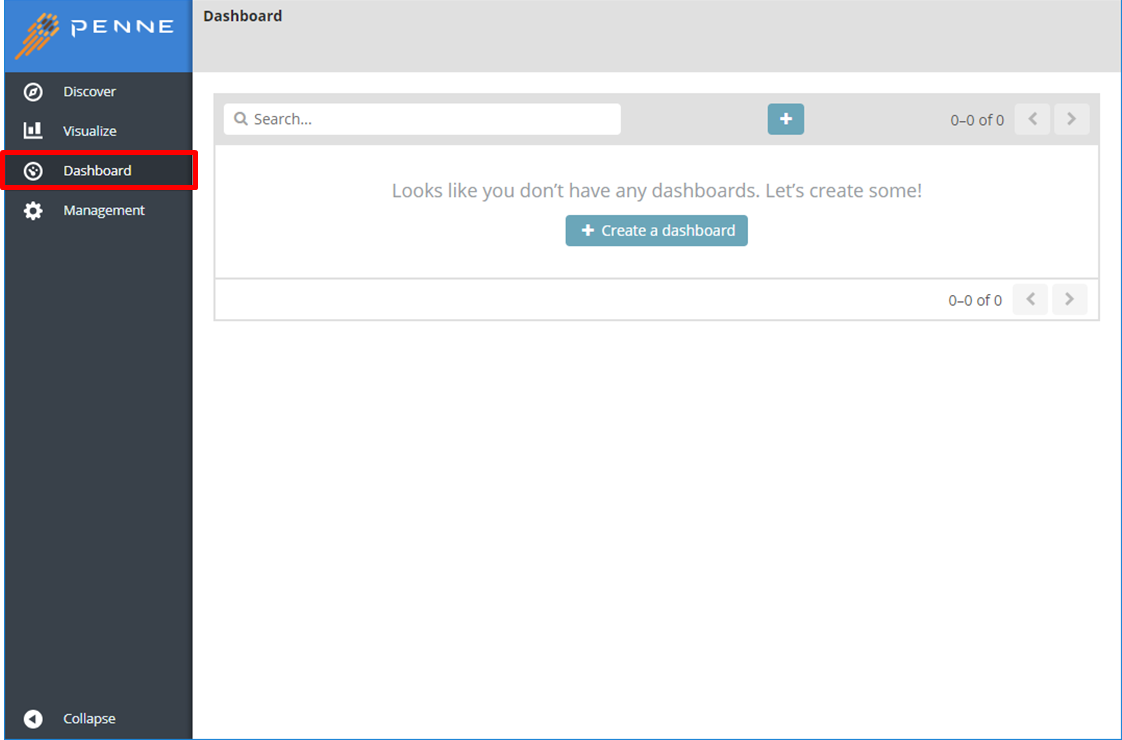 PENNE
Dashboard
Discover
Visualize
Dashboard
Management
Collapse
Search...
0–0 of 0
Looks like you don’t have any dashboards. Let’s create some!
Create a dashboard
0–0 of 0